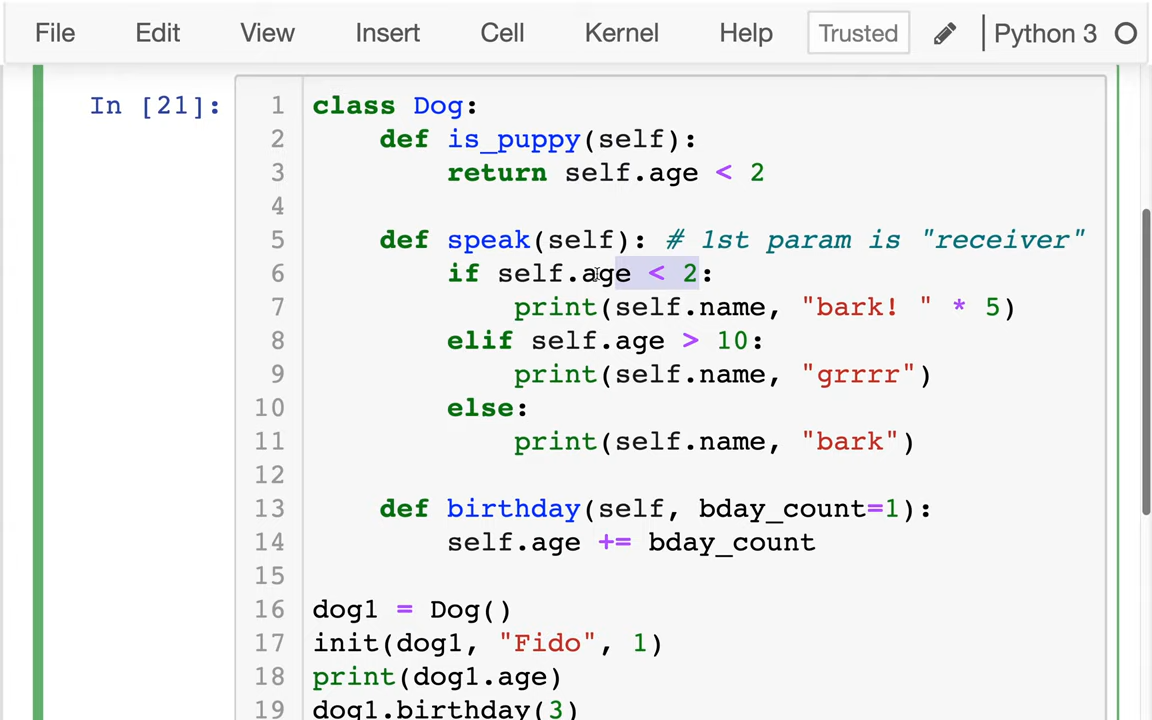 File Edit View Insert Cell Kernel Help Trusted Python 3
In [21]:
1 class Dog:
2     def is_puppy(self):
3         return self.age < 2
4
5     def speak(self): # 1st param is "receiver"
6         if self.age < 2:
7             print(self.name, "bark! " * 5)
8         elif self.age > 10:
9             print(self.name, "grrrr")
10         else:
11             print(self.name, "bark")
12
13     def birthday(self, bday_count=1):
14         self.age += bday_count
15
16 dog1 = Dog()
17 init(dog1, "Fido", 1)
18 print(dog1.age)
19 dog1.birthday(3)